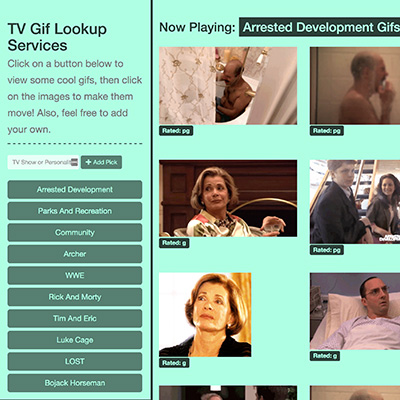 TV Gif Lookup
Services
Click on a button below to
view some cool gifs, then click
on the images to make them
move! Also, feel free to add
your own.
TV Show or Personali
+ Add Pick
Arrested Development
Parks And Recreation
Community
Archer
WWE
Rick And Morty
Tim And Eric
Luke Cage
LOST
Bojack Horseman
Now Playing: Arrested Development Gifs
Rated: pg
Rated: pg
Rated: g
Rated: pg
Rated: g
Rated: g